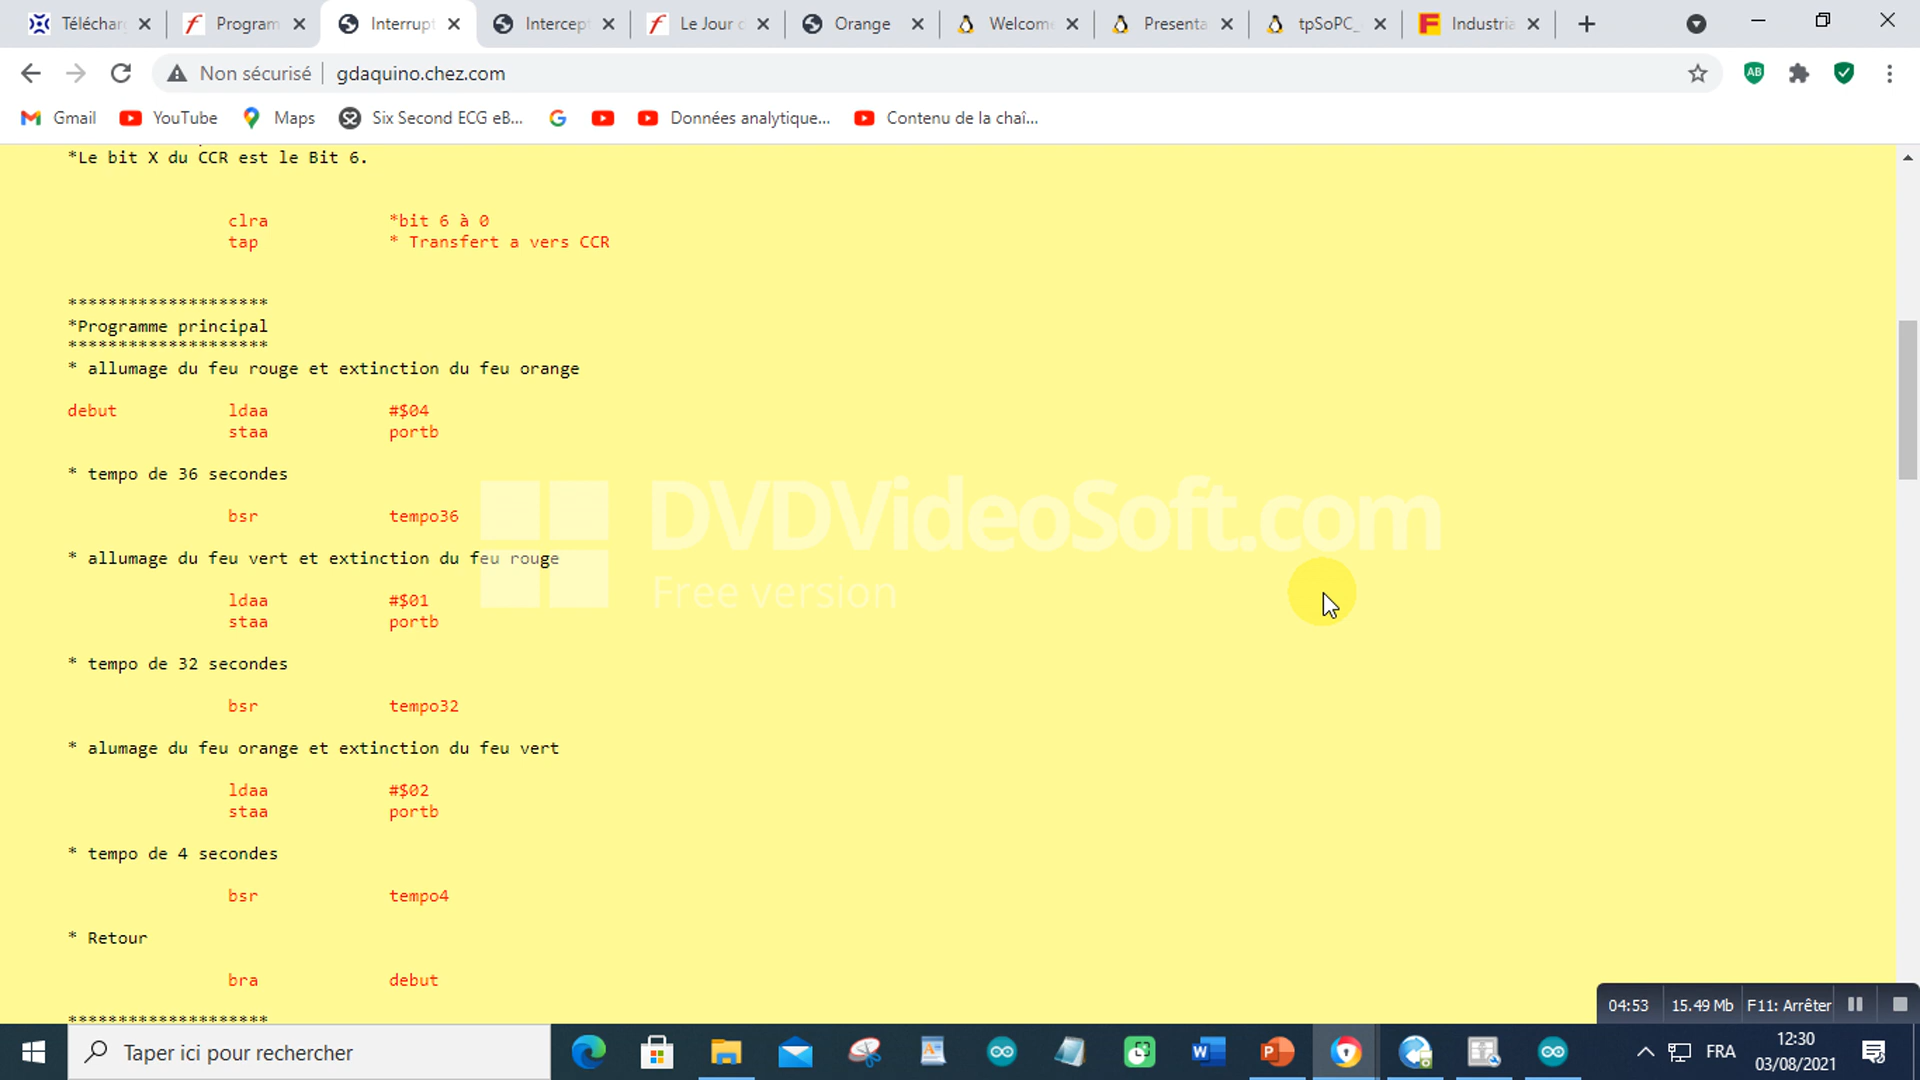 Téléchar
Program
Interrupt
Intercept
Le Jour c
Orange
Welcome
Presenta
tpSoPC_
Industria
Non sécurisé
gdaquino.chez.com
Gmail
YouTube
Maps
Six Second ECG eB...
Données analytique...
Contenu de la chaî...
*Le bit X du CCR est le Bit 6.
clra *bit 6 à 0
tap * Transfert a vers CCR
********************
*Programme principal
********************
* allumage du feu rouge et extinction du feu orange
debut ldaa #$04
staa portb
* tempo de 36 secondes
bsr tempo36
* allumage du feu vert et extinction du feu rouge
ldaa #$01
staa portb
* tempo de 32 secondes
bsr tempo32
* alumage du feu orange et extinction du feu vert
ldaa #$02
staa portb
* tempo de 4 secondes
bsr tempo4
* Retour
bra debut
********************
DVDVideoSoft.com
Free version
04:53
15.49 Mb
F11: Arrêter
Taper ici pour rechercher
FRA
12:30
03/08/2021